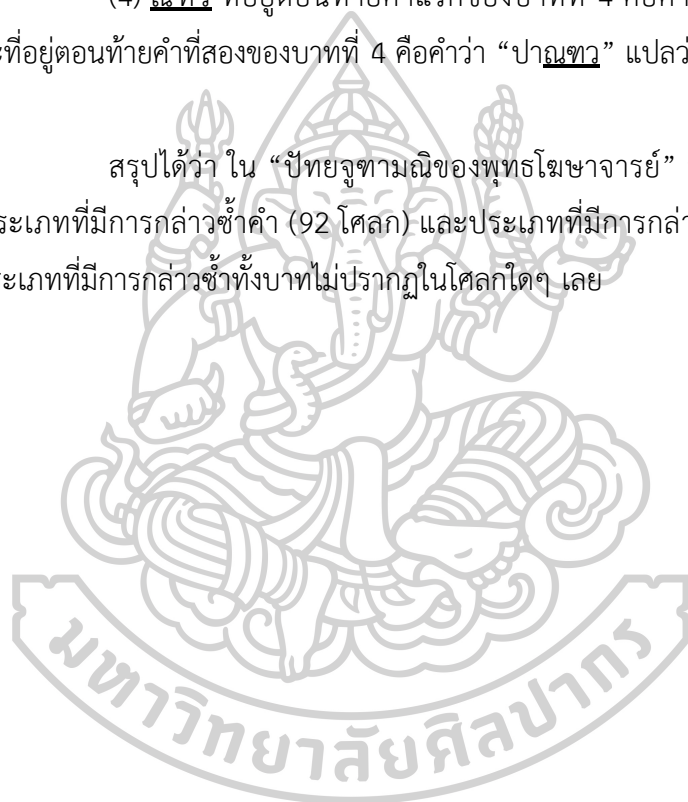 (4) ณฑว ที่อยู่ตอนท้ายคำแรกของบาทที่ 4 คือคำ
ะที่อยู่ตอนท้ายคำที่สองของบาทที่ 4 คือคำว่า “ปาณฑว” แปลว่
สรุปได้ว่า ใน “ปัทยจูฑามณิของพุทธโฆษาจารย์”
ระเภทที่มีการกล่าวซ้ำคำ (92 โศลก) และประเภทที่มีการกล่า
ะเภทที่มีการกล่าวซ้ำทั้งบาทไม่ปรากฏในโศลกใดๆ เลย
มหาวิทยาลัยศิลปากร